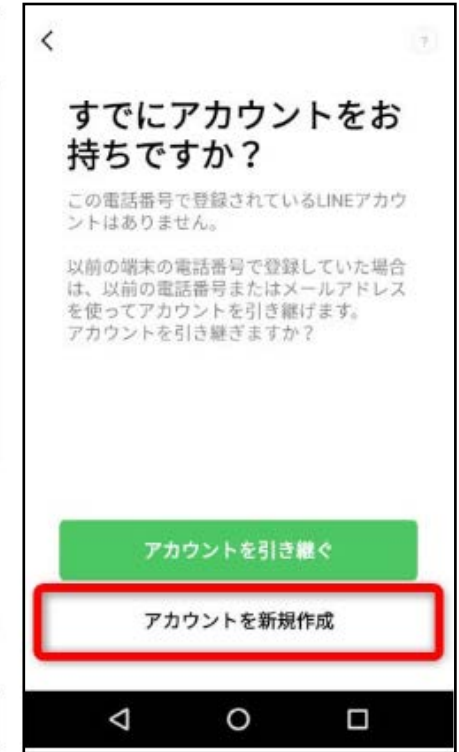 ?
すでにアカウントをお
持ちですか？
この電話番号で登録されているLINEアカウ
ントはありません。
以前の端末の電話番号で登録していた場合
は、以前の電話番号またはメールアドレス
を使ってアカウントを引き継げます。
アカウントを引き継ぎますか？
アカウントを引き継ぐ
アカウントを新規作成